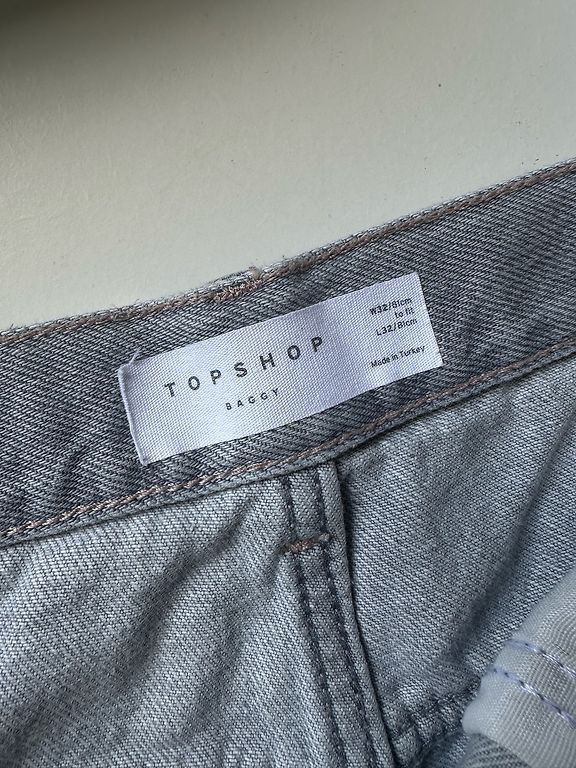 TOPSHOP
BAGGY
W32/81cm
to fit
L32/81cm
Made in Turkey